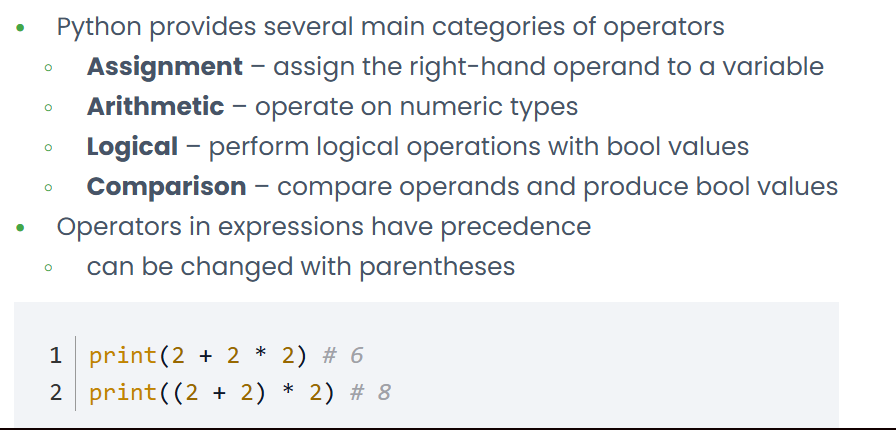 • Python provides several main categories of operators
◦ Assignment – assign the right-hand operand to a variable
◦ Arithmetic – operate on numeric types
◦ Logical – perform logical operations with bool values
◦ Comparison – compare operands and produce bool values
• Operators in expressions have precedence
◦ can be changed with parentheses
1 print(2 + 2 * 2) # 6
2 print((2 + 2) * 2) # 8